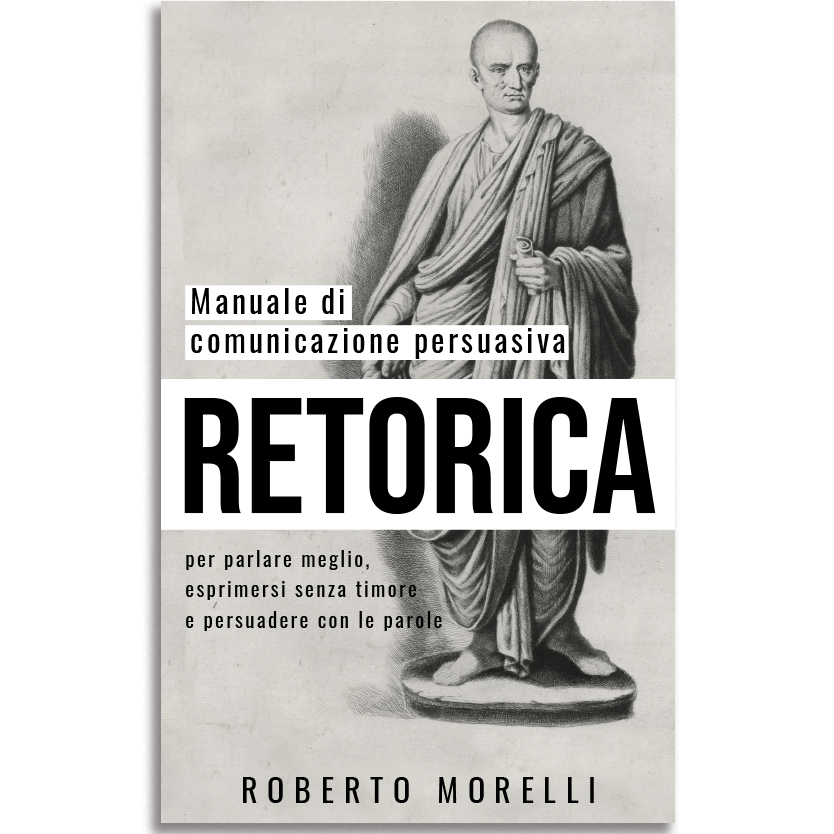 Manuale di
comunicazione persuasiva
RETORICA
per parlare meglio,
esprimersi senza timore
e persuadere con le parole
ROBERTO MORELLI